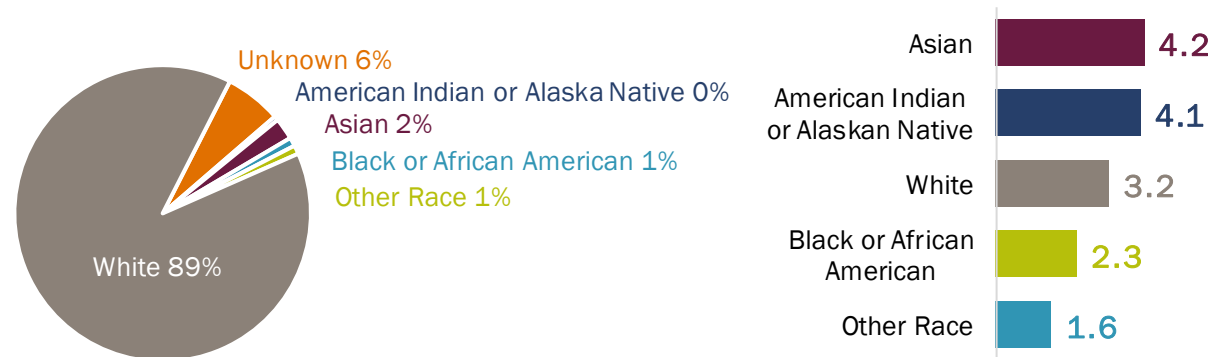 Unknown 6%
American Indian or Alaska Native 0%
Asian 2%
Black or African American 1%
Other Race 1%
White 89%
Asian
4.2
American Indian
or Alaskan Native
4.1
White
3.2
Black or African
American
2.3
Other Race
1.6